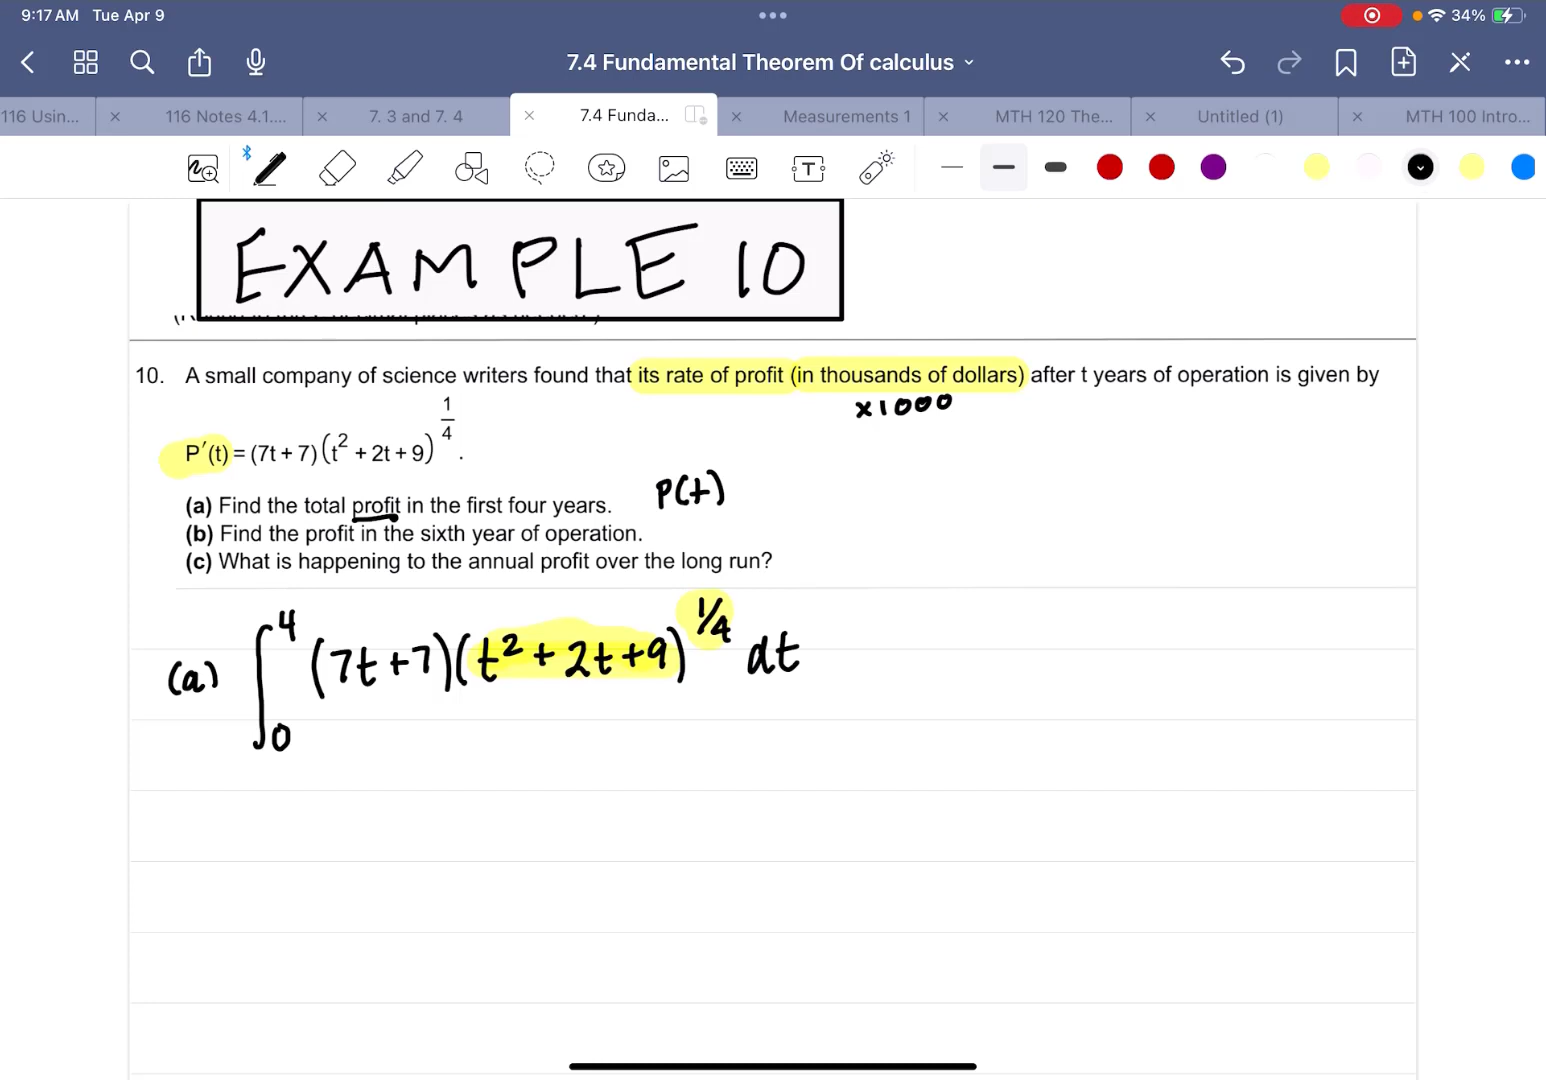 9:17 AM Tue Apr 9
34%
7.4 Fundamental Theorem Of calculus
116 Usin...
116 Notes 4.1....
7. 3 and 7. 4
7.4 Funda...
Measurements 1
MTH 120 The...
Untitled (1)
MTH 100 Intro...
EXAMPLE 10
10. A small company of science writers found that its rate of profit (in thousands of dollars) after t years of operation is given by
x1000
P′(t) = (7t + 7)(t² + 2t + 9)^(1/4).
P(t)
(a) Find the total profit in the first four years.
(b) Find the profit in the sixth year of operation.
(c) What is happening to the annual profit over the long run?
(a) ∫₀⁴ (7t+7)(t²+2t+9)^(1/4) dt